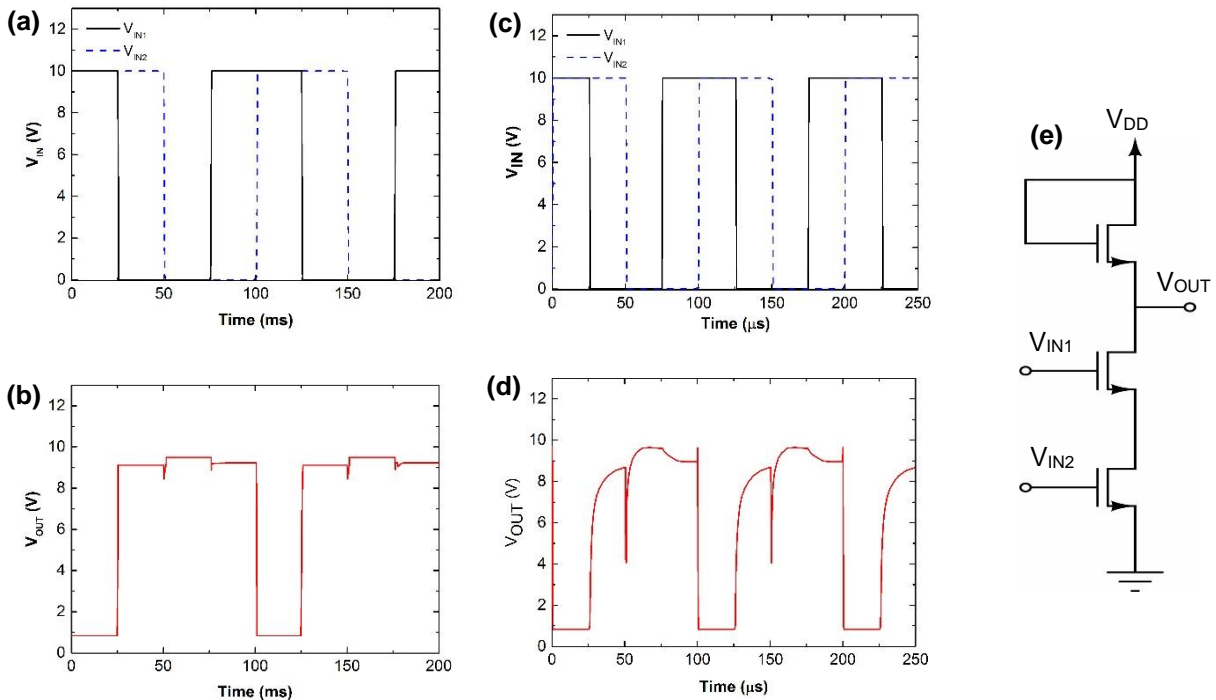 (a)
V_IN1
V_IN2
12
10
8
6
4
2
0
V_IN (V)
0 50 100 150 200
Time (ms)
(c)
V_IN1
V_IN2
12
10
8
6
4
2
0
V_IN (V)
0 50 100 150 200 250
Time (μs)
(b)
12
10
8
6
4
2
0
V_OUT (V)
0 50 100 150 200
Time (ms)
(d)
12
10
8
6
4
2
0
V_OUT (V)
0 50 100 150 200 250
Time (μs)
(e)
V_DD
V_OUT
V_IN1
V_IN2